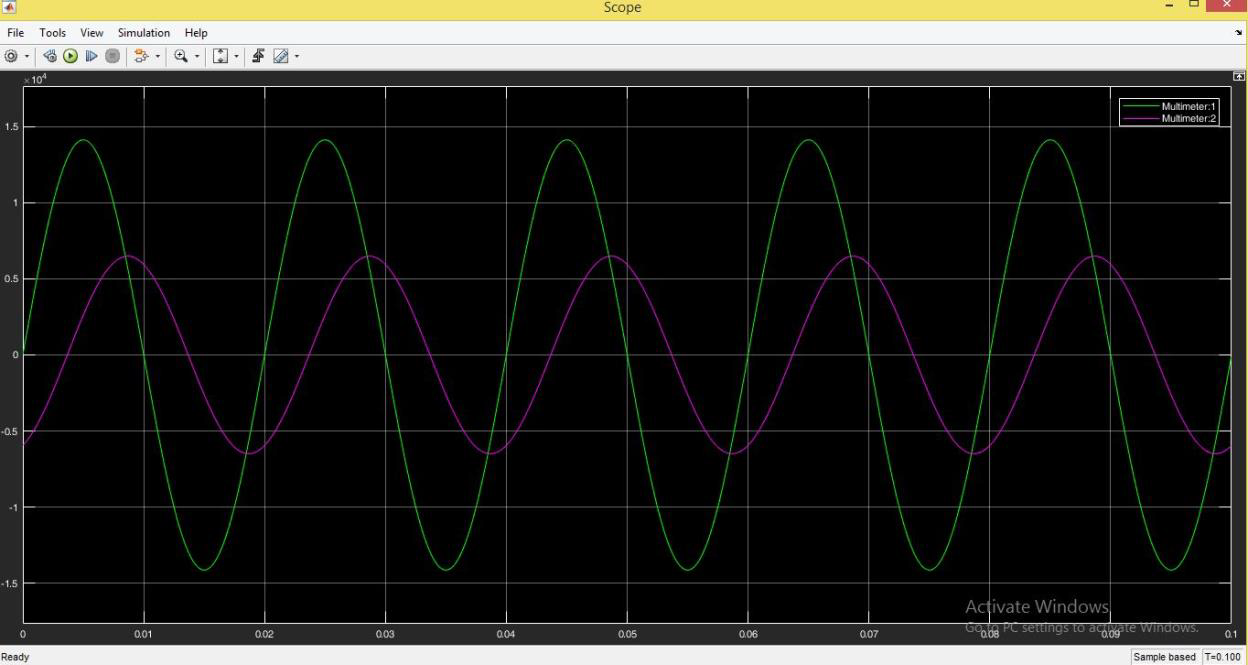 Scope
File Tools View Simulation Help
×10⁴
Multimeter:1
Multimeter:2
1.5
1
0.5
0
-0.5
-1
-1.5
0 0.01 0.02 0.03 0.04 0.05 0.06 0.07 0.08 0.09 0.1
Activate Windows
Go to PC settings to activate Windows.
Ready
Sample based T=0.100